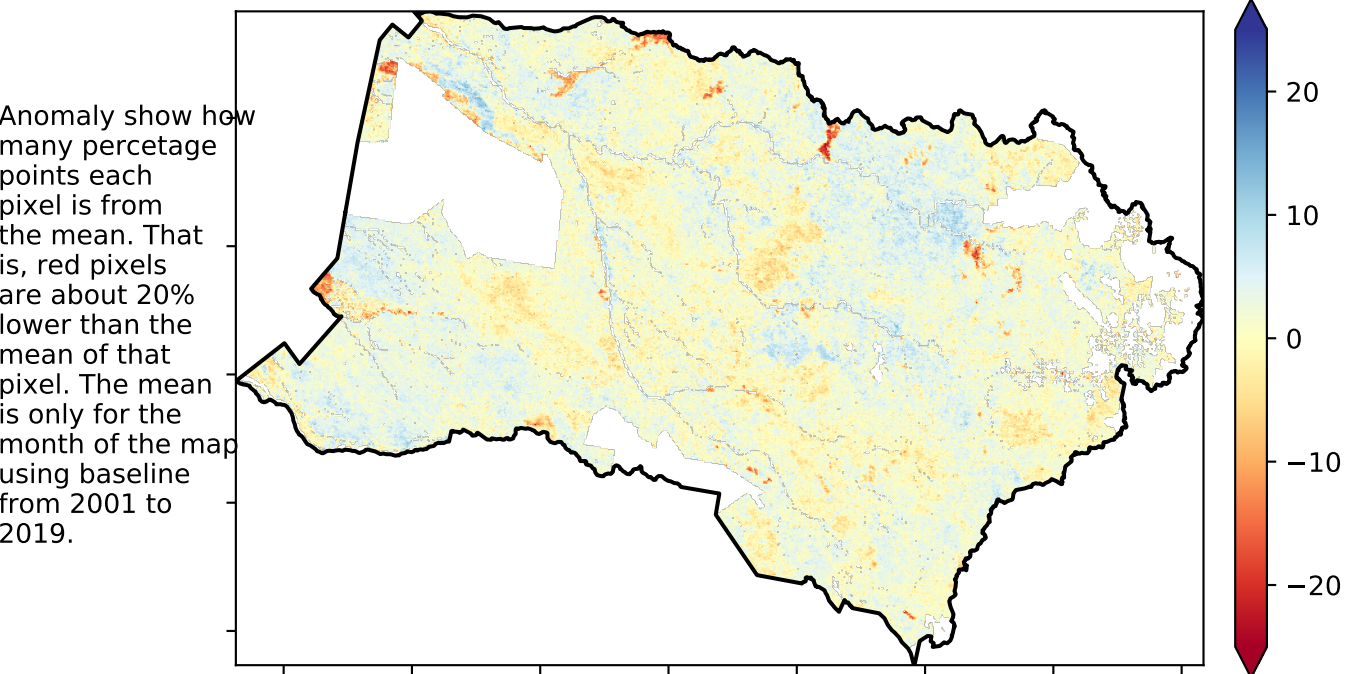 Anomaly show how
many percetage
points each
pixel is from
the mean. That
is, red pixels
are about 20%
lower than the
mean of that
pixel. The mean
is only for the
month of the map
using baseline
from 2001 to
2019.
20
10
0
−10
−20